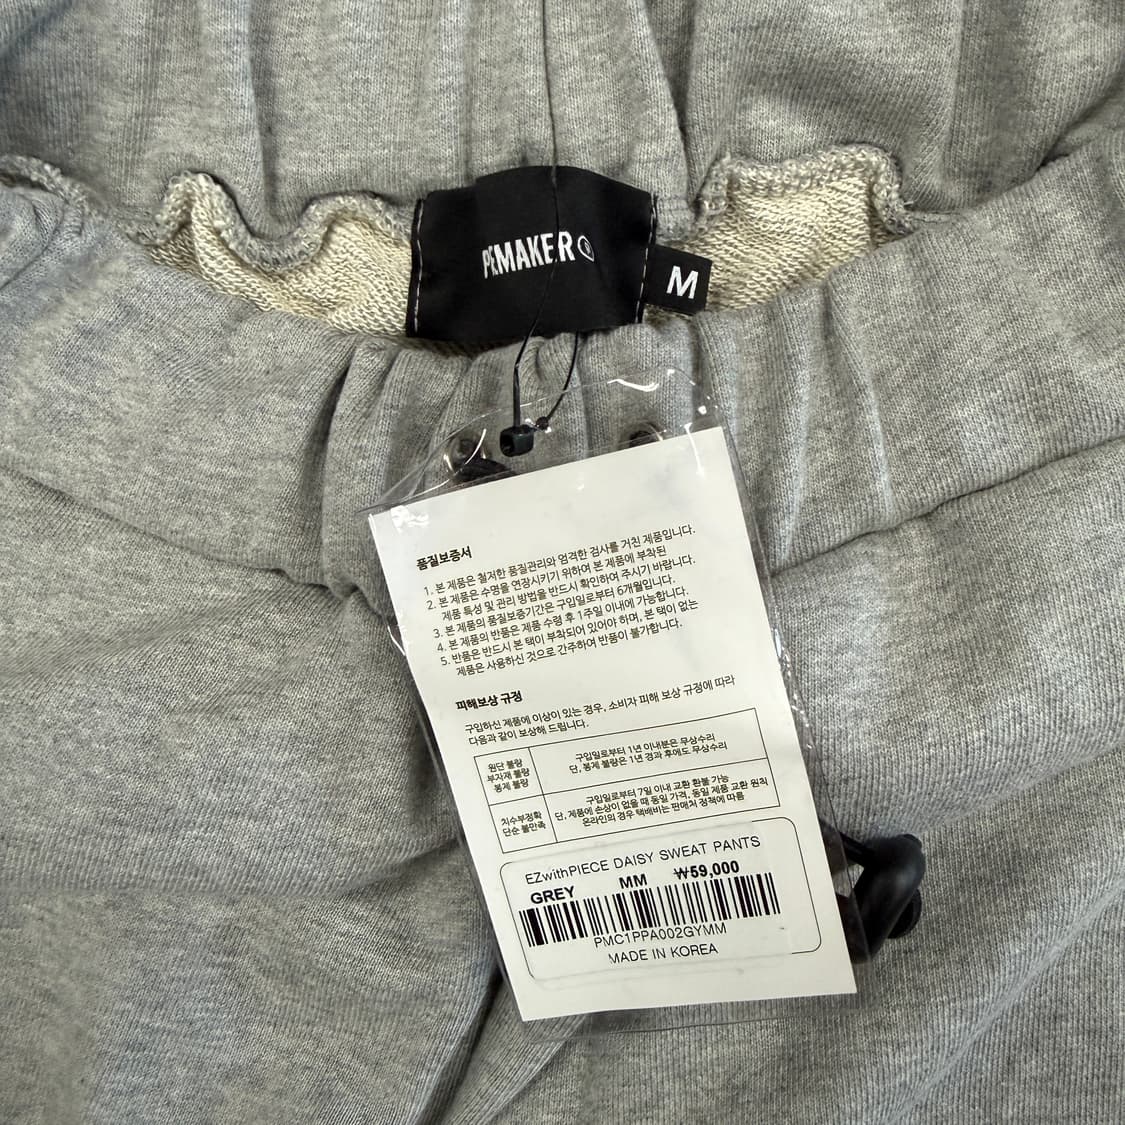 PIEMAKER®
M
품질보증서
1. 본 제품은 철저한 품질관리와 엄격한 검사를 거친 제품입니다.
2. 본 제품은 수명을 연장시키기 위하여 본 제품에 부착된
제품 특성 및 관리 방법을 반드시 확인하여 주시기 바랍니다.
3. 본 제품의 품질보증기간은 구입일로부터 6개월입니다.
4. 본 제품의 반품은 제품 수령 후 1주일 이내에 가능합니다.
5. 반품은 반드시 본 택이 부착되어 있어야 하며, 본 택이 없는
제품은 사용하신 것으로 간주하여 반품이 불가합니다.
피해보상 규정
구입하신 제품에 이상이 있는 경우, 소비자 피해 보상 규정에 따라
다음과 같이 보상해 드립니다.
원단 불량
부자재 불량
봉제 불량
구입일로부터 1년 이내분은 무상수리
단, 봉제 불량은 1년 경과 후에도 무상수리
치수부정확
단순 불만족
구입일로부터 7일 이내 교환 환불 가능
단, 제품에 손상이 없을 때 동일 가격, 동일 제품 교환 원칙
온라인의 경우 택배비는 판매처 정책에 따름
EZwithPIECE DAISY SWEAT PANTS
GREY MM ₩59,000
PMC1PPA002GYMM
MADE IN KOREA